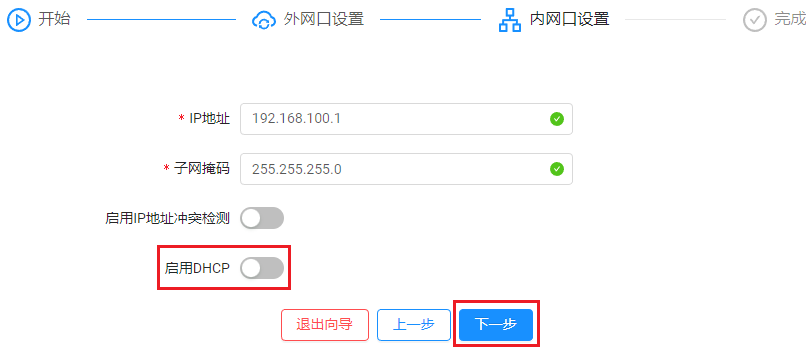 开始 外网口设置 内网口设置 完成
* IP地址 192.168.100.1
* 子网掩码 255.255.255.0
启用IP地址冲突检测
启用DHCP
退出向导 上一步 下一步